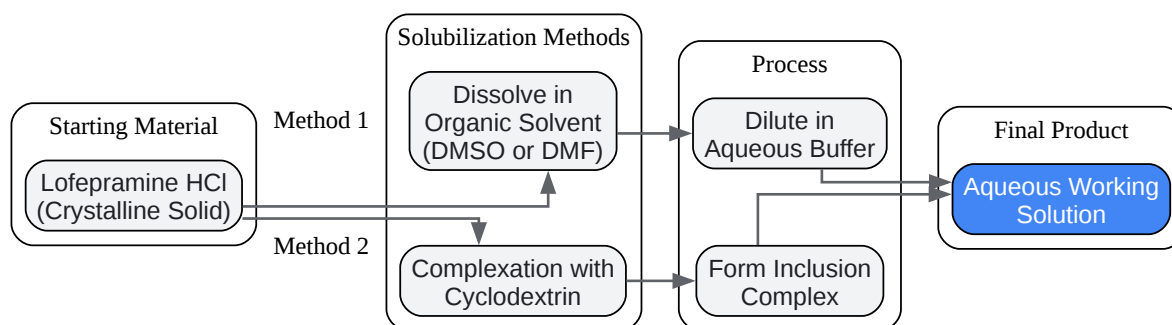 Starting Material
Lofepramine HCl
(Crystalline Solid)
Method 1
Method 2
Solubilization Methods
Dissolve in
Organic Solvent
(DMSO or DMF)
Complexation with
Cyclodextrin
Process
Dilute in
Aqueous Buffer
Form Inclusion
Complex
Final Product
Aqueous Working
Solution